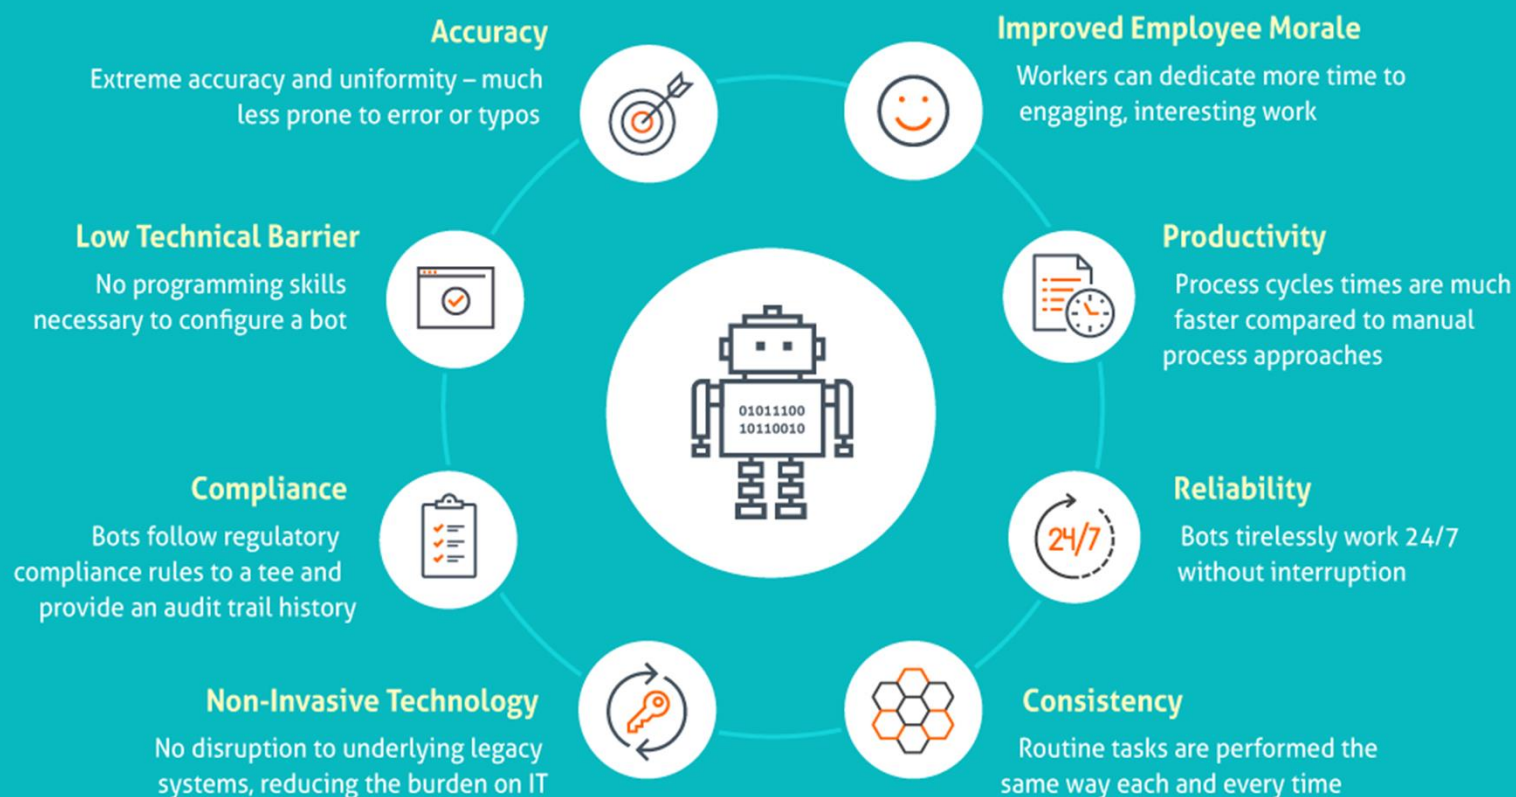 Accuracy
Extreme accuracy and uniformity – much
less prone to error or typos
Improved Employee Morale
Workers can dedicate more time to
engaging, interesting work
Low Technical Barrier
No programming skills
necessary to configure a bot
Productivity
Process cycles times are much
faster compared to manual
process approaches
01011100
10110010
Compliance
Bots follow regulatory
compliance rules to a tee and
provide an audit trail history
Reliability
Bots tirelessly work 24/7
without interruption
24/7
Non-Invasive Technology
No disruption to underlying legacy
systems, reducing the burden on IT
Consistency
Routine tasks are performed the
same way each and every time